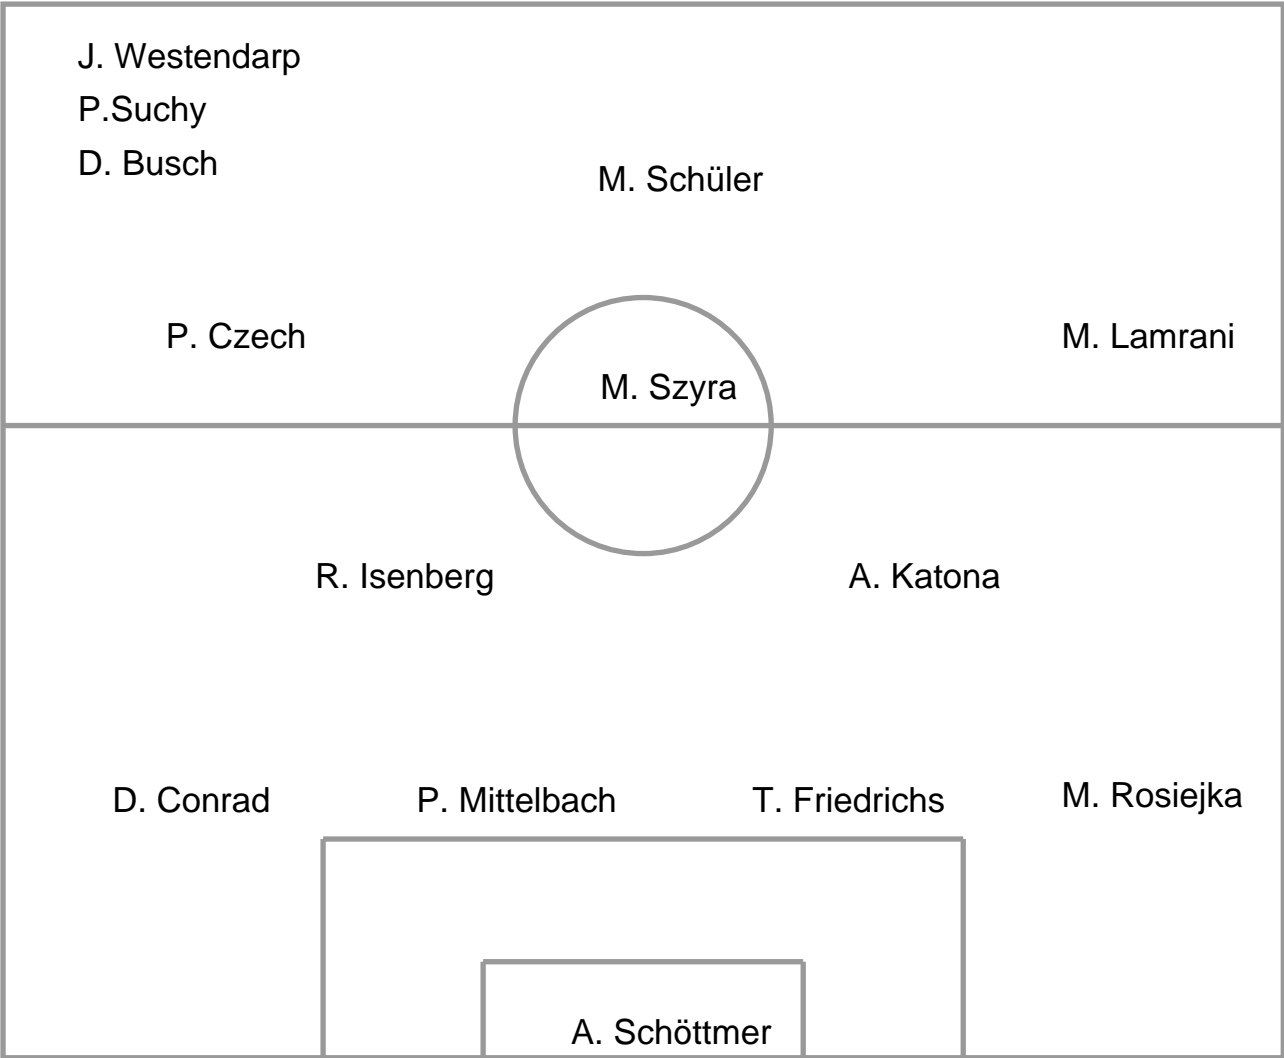 J. Westendarp
P.Suchy
D. Busch
M. Schüler
P. Czech
M. Lamrani
M. Szyra
R. Isenberg
A. Katona
D. Conrad
P. Mittelbach
T. Friedrichs
M. Rosiejka
A. Schöttmer